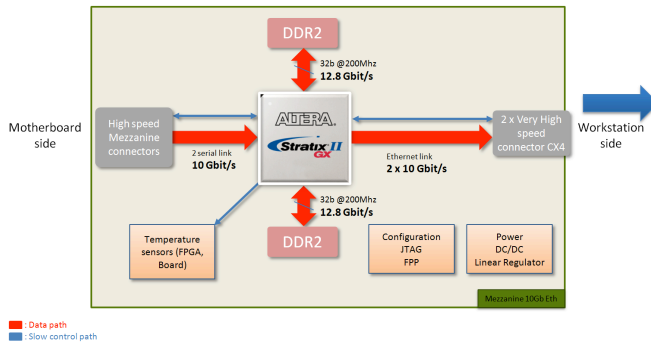 DDR2
32b @200Mhz
12.8 Gbit/s
Motherboard
side
High speed
Mezzanine
connectors
2 serial link
10 Gbit/s
ALTERA®
Stratix II
GX
Ethernet link
2 x 10 Gbit/s
2 x Very High
speed
connector CX4
Workstation
side
32b @200Mhz
12.8 Gbit/s
DDR2
Temperature
sensors (FPGA,
Board)
Configuration
JTAG
FPP
Power
DC/DC
Linear Regulator
Mezzanine 10Gb Eth
: Data path
: Slow control path